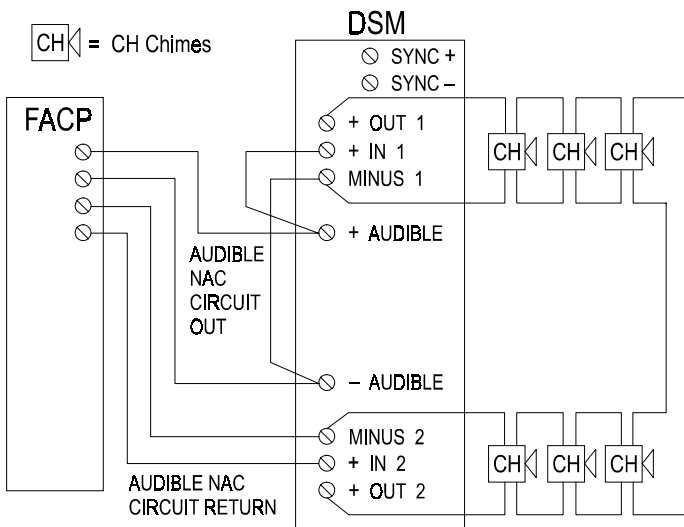 DSM
CH = CH Chimes
SYNC +
SYNC –
FACP
+ OUT 1
+ IN 1
MINUS 1
CH CH CH
+ AUDIBLE
AUDIBLE
NAC
CIRCUIT
OUT
– AUDIBLE
MINUS 2
+ IN 2
+ OUT 2
CH CH CH
AUDIBLE NAC
CIRCUIT RETURN